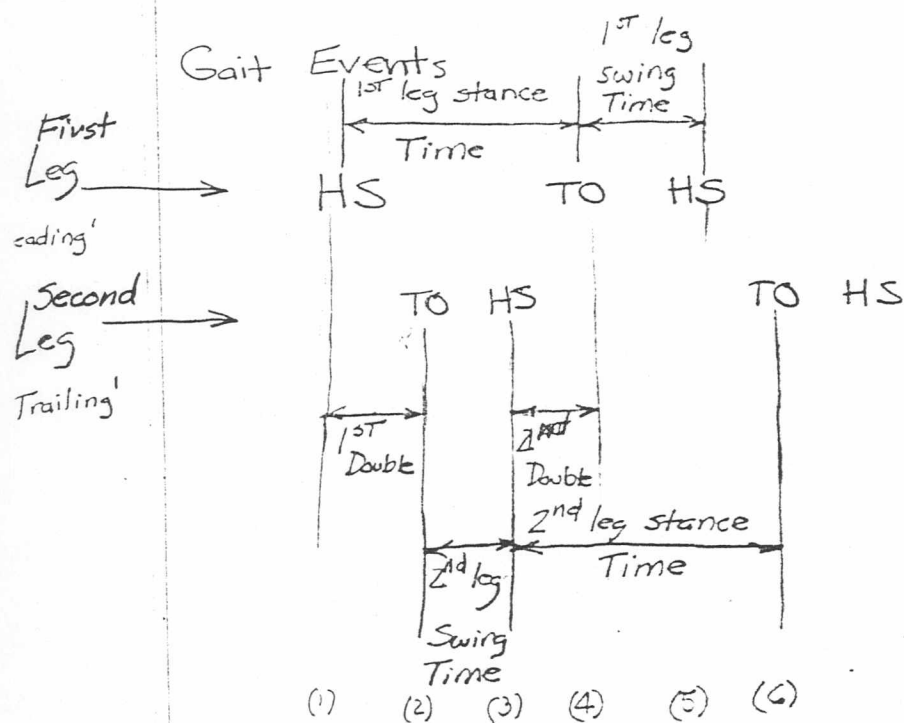 Gait Events
1ST leg
swing
Time
1ST leg stance
Time
First
Leg
HS TO HS
eading'
Second
Leg
TO HS TO HS
Trailing'
1ST
Double
2nd
Double
2nd leg stance
Time
2nd leg
Swing
Time
(1) (2) (3) (4) (5) (6)